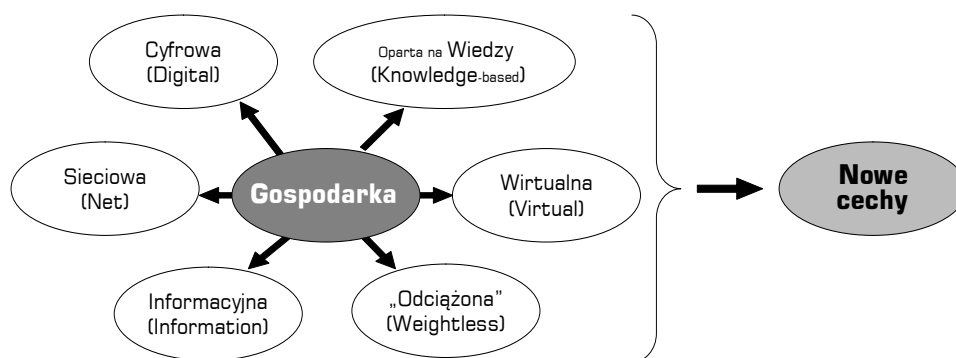 Cyfrowa
(Digital)
Oparta na Wiedzy
(Knowledge-based)
Sieciowa
(Net)
Gospodarka
Wirtualna
(Virtual)
Nowe
cechy
Informacyjna
(Information)
„Odciążona”
(Weightless)